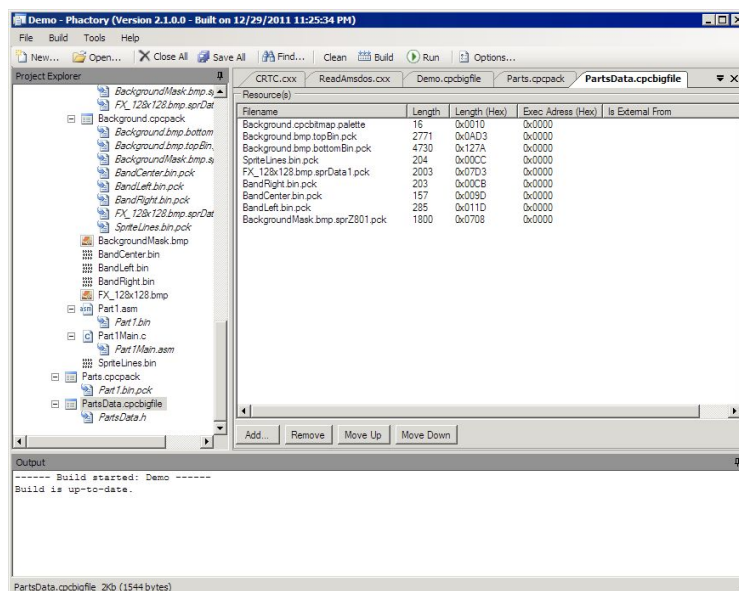 Demo - Phactory (Version 2.1.0.0 - Built on 12/29/2011 11:25:34 PM)
File Build Tools Help
New... Open... Close All Save All Find... Clean Build Run Options...
Project Explorer
BackgroundMask.bmp.s
FX_128x128.bmp.sprDat
Background.cpcpack
Background.bmp.bottom
Background.bmp.topBin.
BackgroundMask.bmp.s
BandCenter.bin.pck
BandLeft.bin.pck
BandRight.bin.pck
FX_128x128.bmp.sprDat
SpriteLines.bin.pck
BackgroundMask.bmp
BandCenter.bin
BandLeft.bin
BandRight.bin
FX_128x128.bmp
asm Part1.asm
Part1.bin
C Part1Main.c
Part1Main.asm
SpriteLines.bin
Parts.cpcpack
Part1.bin.pck
PartsData.cpcbigfile
PartsData.h
CRTC.cxx ReadAmsdos.cxx Demo.cpcbigfile Parts.cpcpack PartsData.cpcbigfile
Resource(s)
Filename Length Length (Hex) Exec Adress (Hex) Is External From
Background.cpcbitmap.palette 16 0x0010 0x0000
Background.bmp.topBin.pck 2771 0x0AD3 0x0000
Background.bmp.bottomBin.pck 4730 0x127A 0x0000
SpriteLines.bin.pck 204 0x00CC 0x0000
FX_128x128.bmp.sprData1.pck 2003 0x07D3 0x0000
BandRight.bin.pck 203 0x00CB 0x0000
BandCenter.bin.pck 157 0x009D 0x0000
BandLeft.bin.pck 285 0x011D 0x0000
BackgroundMask.bmp.sprZ801.pck 1800 0x0708 0x0000
Add... Remove Move Up Move Down
Output
------ Build started: Demo ------
Build is up-to-date.
PartsData.cpcbigfile 2Kb (1544 bytes)